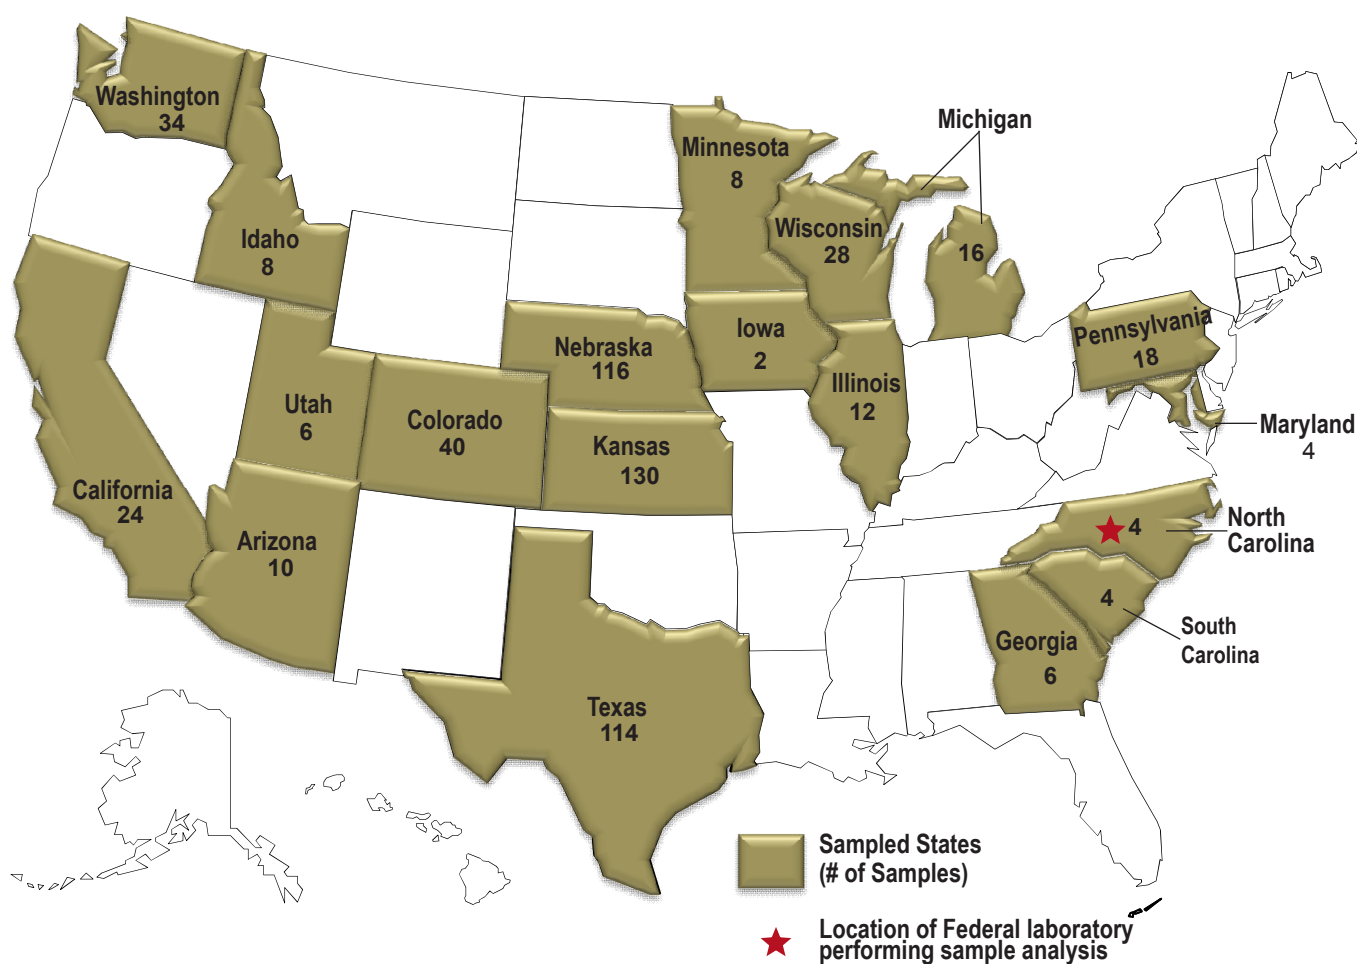 Washington
34
Idaho
8
California
24
Utah
6
Arizona
10
Colorado
40
Nebraska
116
Kansas
130
Texas
114
Minnesota
8
Iowa
2
Wisconsin
28
Illinois
12
Michigan
16
Pennsylvania
18
Maryland
4
North
Carolina
4
South
Carolina
4
Georgia
6
Sampled States
(# of Samples)
Location of Federal laboratory
performing sample analysis